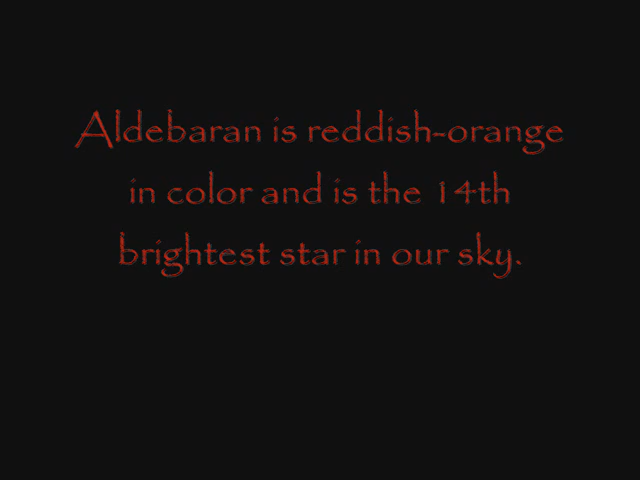 Aldebaran is reddish-orange
in color and is the 14th
brightest star in our sky.